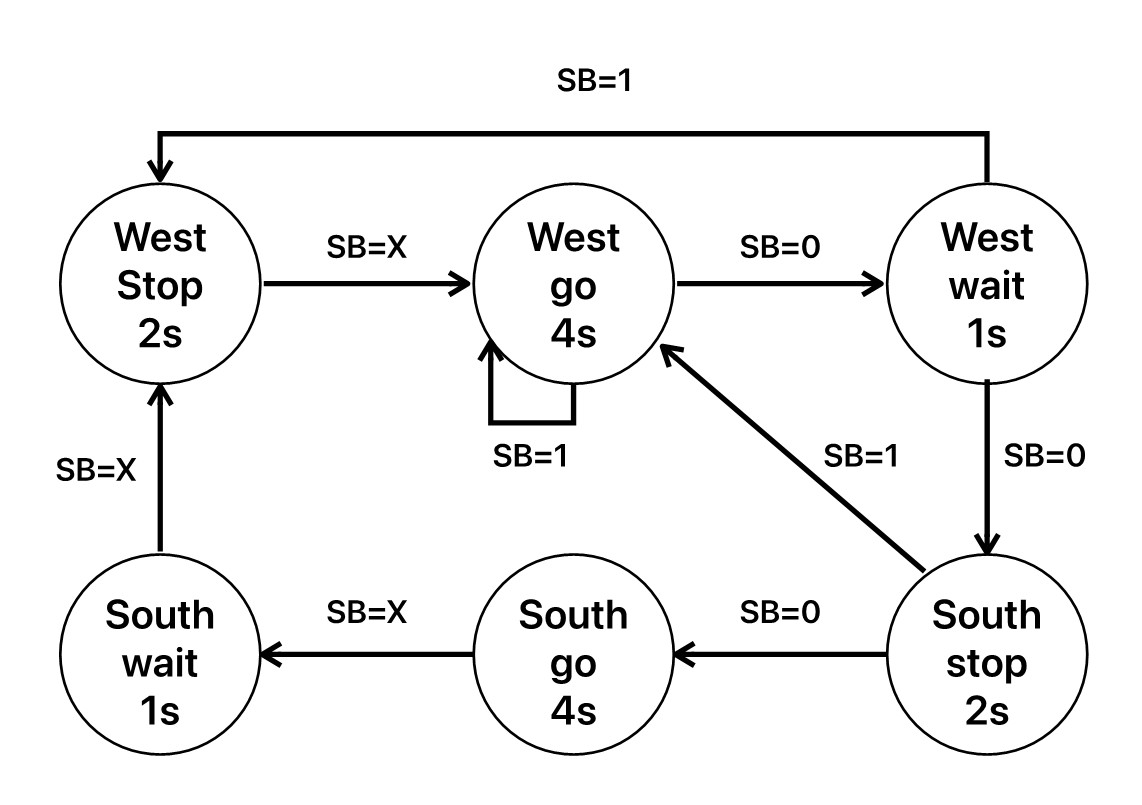 SB=1
West
Stop
2s
SB=X
West
go
4s
SB=0
West
wait
1s
SB=1
SB=X
SB=1
SB=0
South
wait
1s
SB=X
South
go
4s
SB=0
South
stop
2s